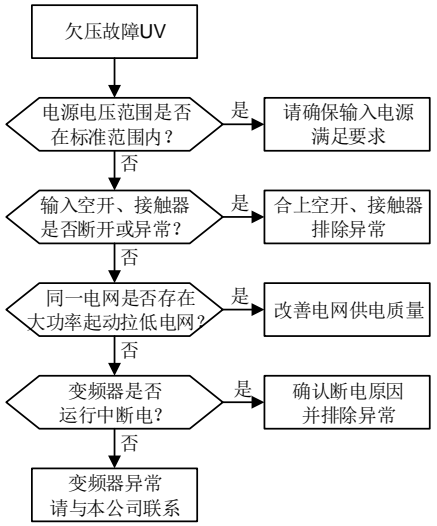 欠压故障UV
电源电压范围是否
在标准范围内？
是
请确保输入电源
满足要求
否
输入空开、接触器
是否断开或异常？
是
合上空开、接触器
排除异常
否
同一电网是否存在
大功率起动拉低电网？
是
改善电网供电质量
否
变频器是否
运行中断电？
是
确认断电原因
并排除异常
否
变频器异常
请与本公司联系